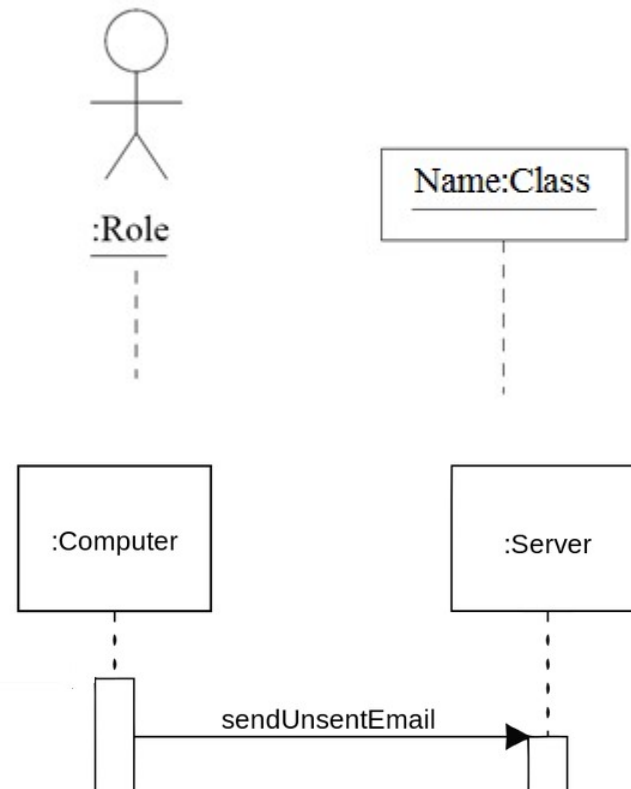 :Role
Name:Class
:Computer
:Server
sendUnsentEmail